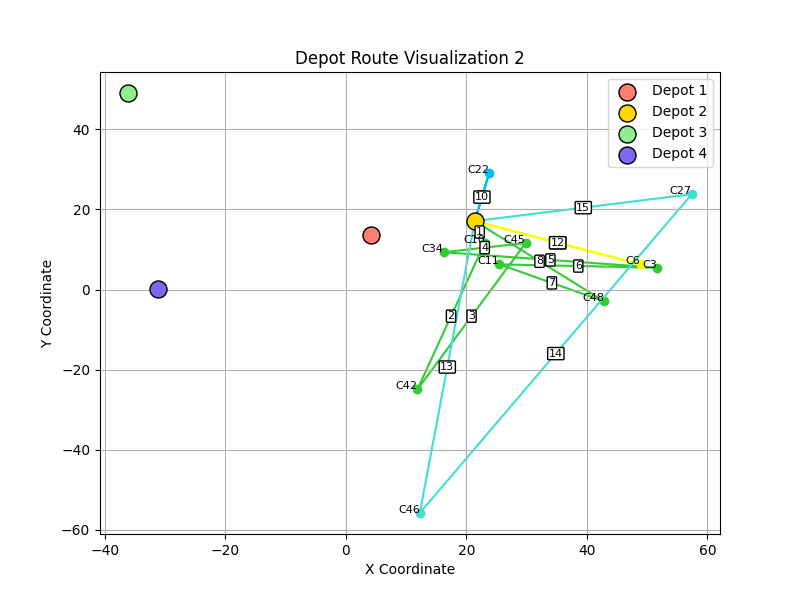 Depot Route Visualization 2
Depot 1
Depot 2
Depot 3
Depot 4
Y Coordinate
40
20
0
−20
−40
−60
C22
10
C27
15
1
C45
12
C34
4
C11
8
5
6
C6
C3
7
C48
2
3
13
14
C42
C46
−40
−20
0
20
40
60
X Coordinate